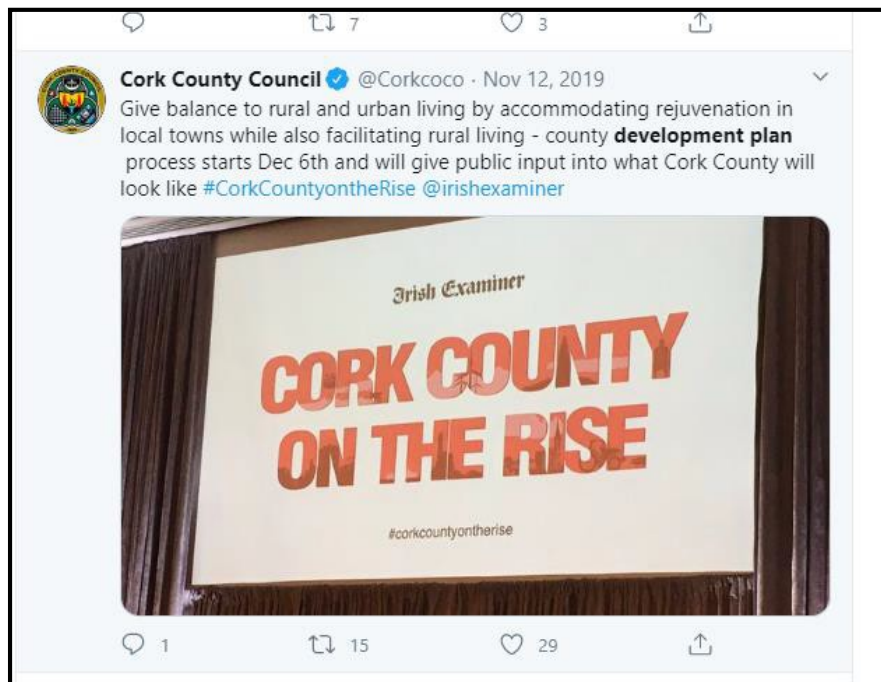 7 3
Cork County Council @Corkcoco · Nov 12, 2019
Give balance to rural and urban living by accommodating rejuvenation in
local towns while also facilitating rural living - county development plan
process starts Dec 6th and will give public input into what Cork County will
look like #CorkCountyontheRise @irishexaminer
Irish Examiner
CORK COUNTY
ON THE RISE
#corkcountyontherise
1 15 29